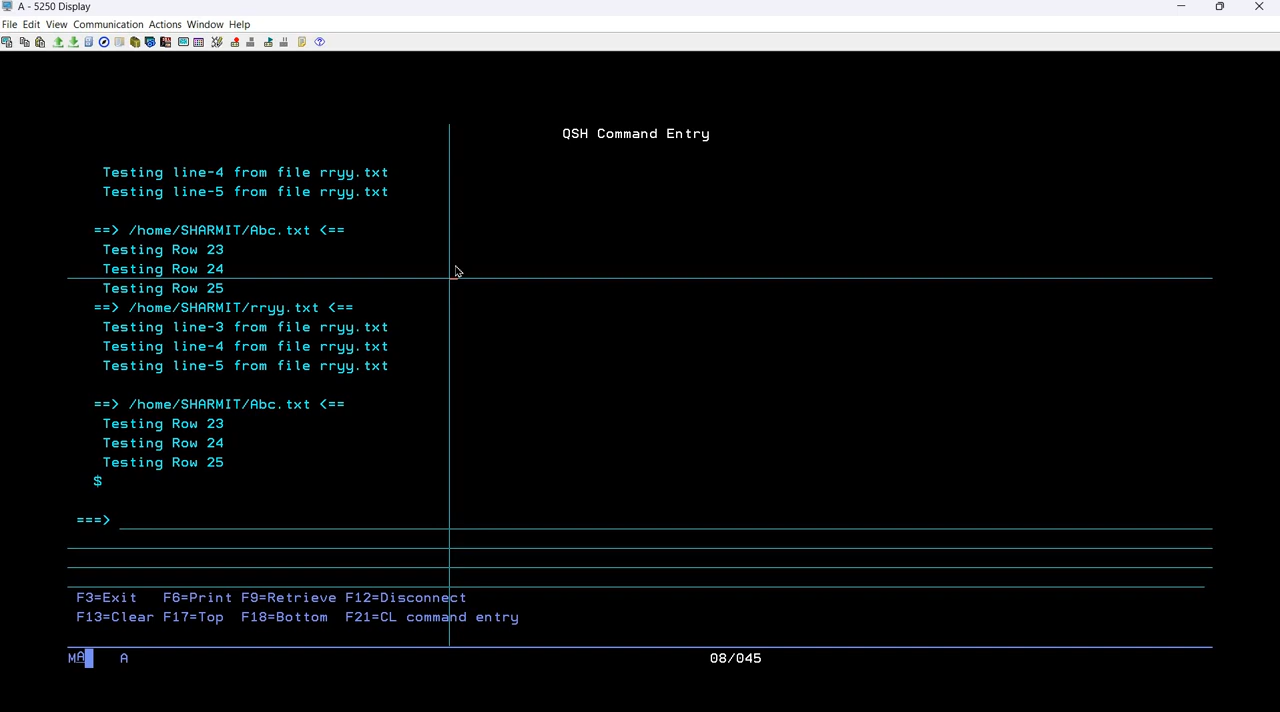 A - 5250 Display
File Edit View Communication Actions Window Help
QSH Command Entry
Testing line-4 from file rryy.txt
Testing line-5 from file rryy.txt
==> /home/SHARMIT/Abc.txt <==
Testing Row 23
Testing Row 24
Testing Row 25
==> /home/SHARMIT/rryy.txt <==
Testing line-3 from file rryy.txt
Testing line-4 from file rryy.txt
Testing line-5 from file rryy.txt
==> /home/SHARMIT/Abc.txt <==
Testing Row 23
Testing Row 24
Testing Row 25
$
===>
F3=Exit F6=Print F9=Retrieve F12=Disconnect
F13=Clear F17=Top F18=Bottom F21=CL command entry
MA A 08/045